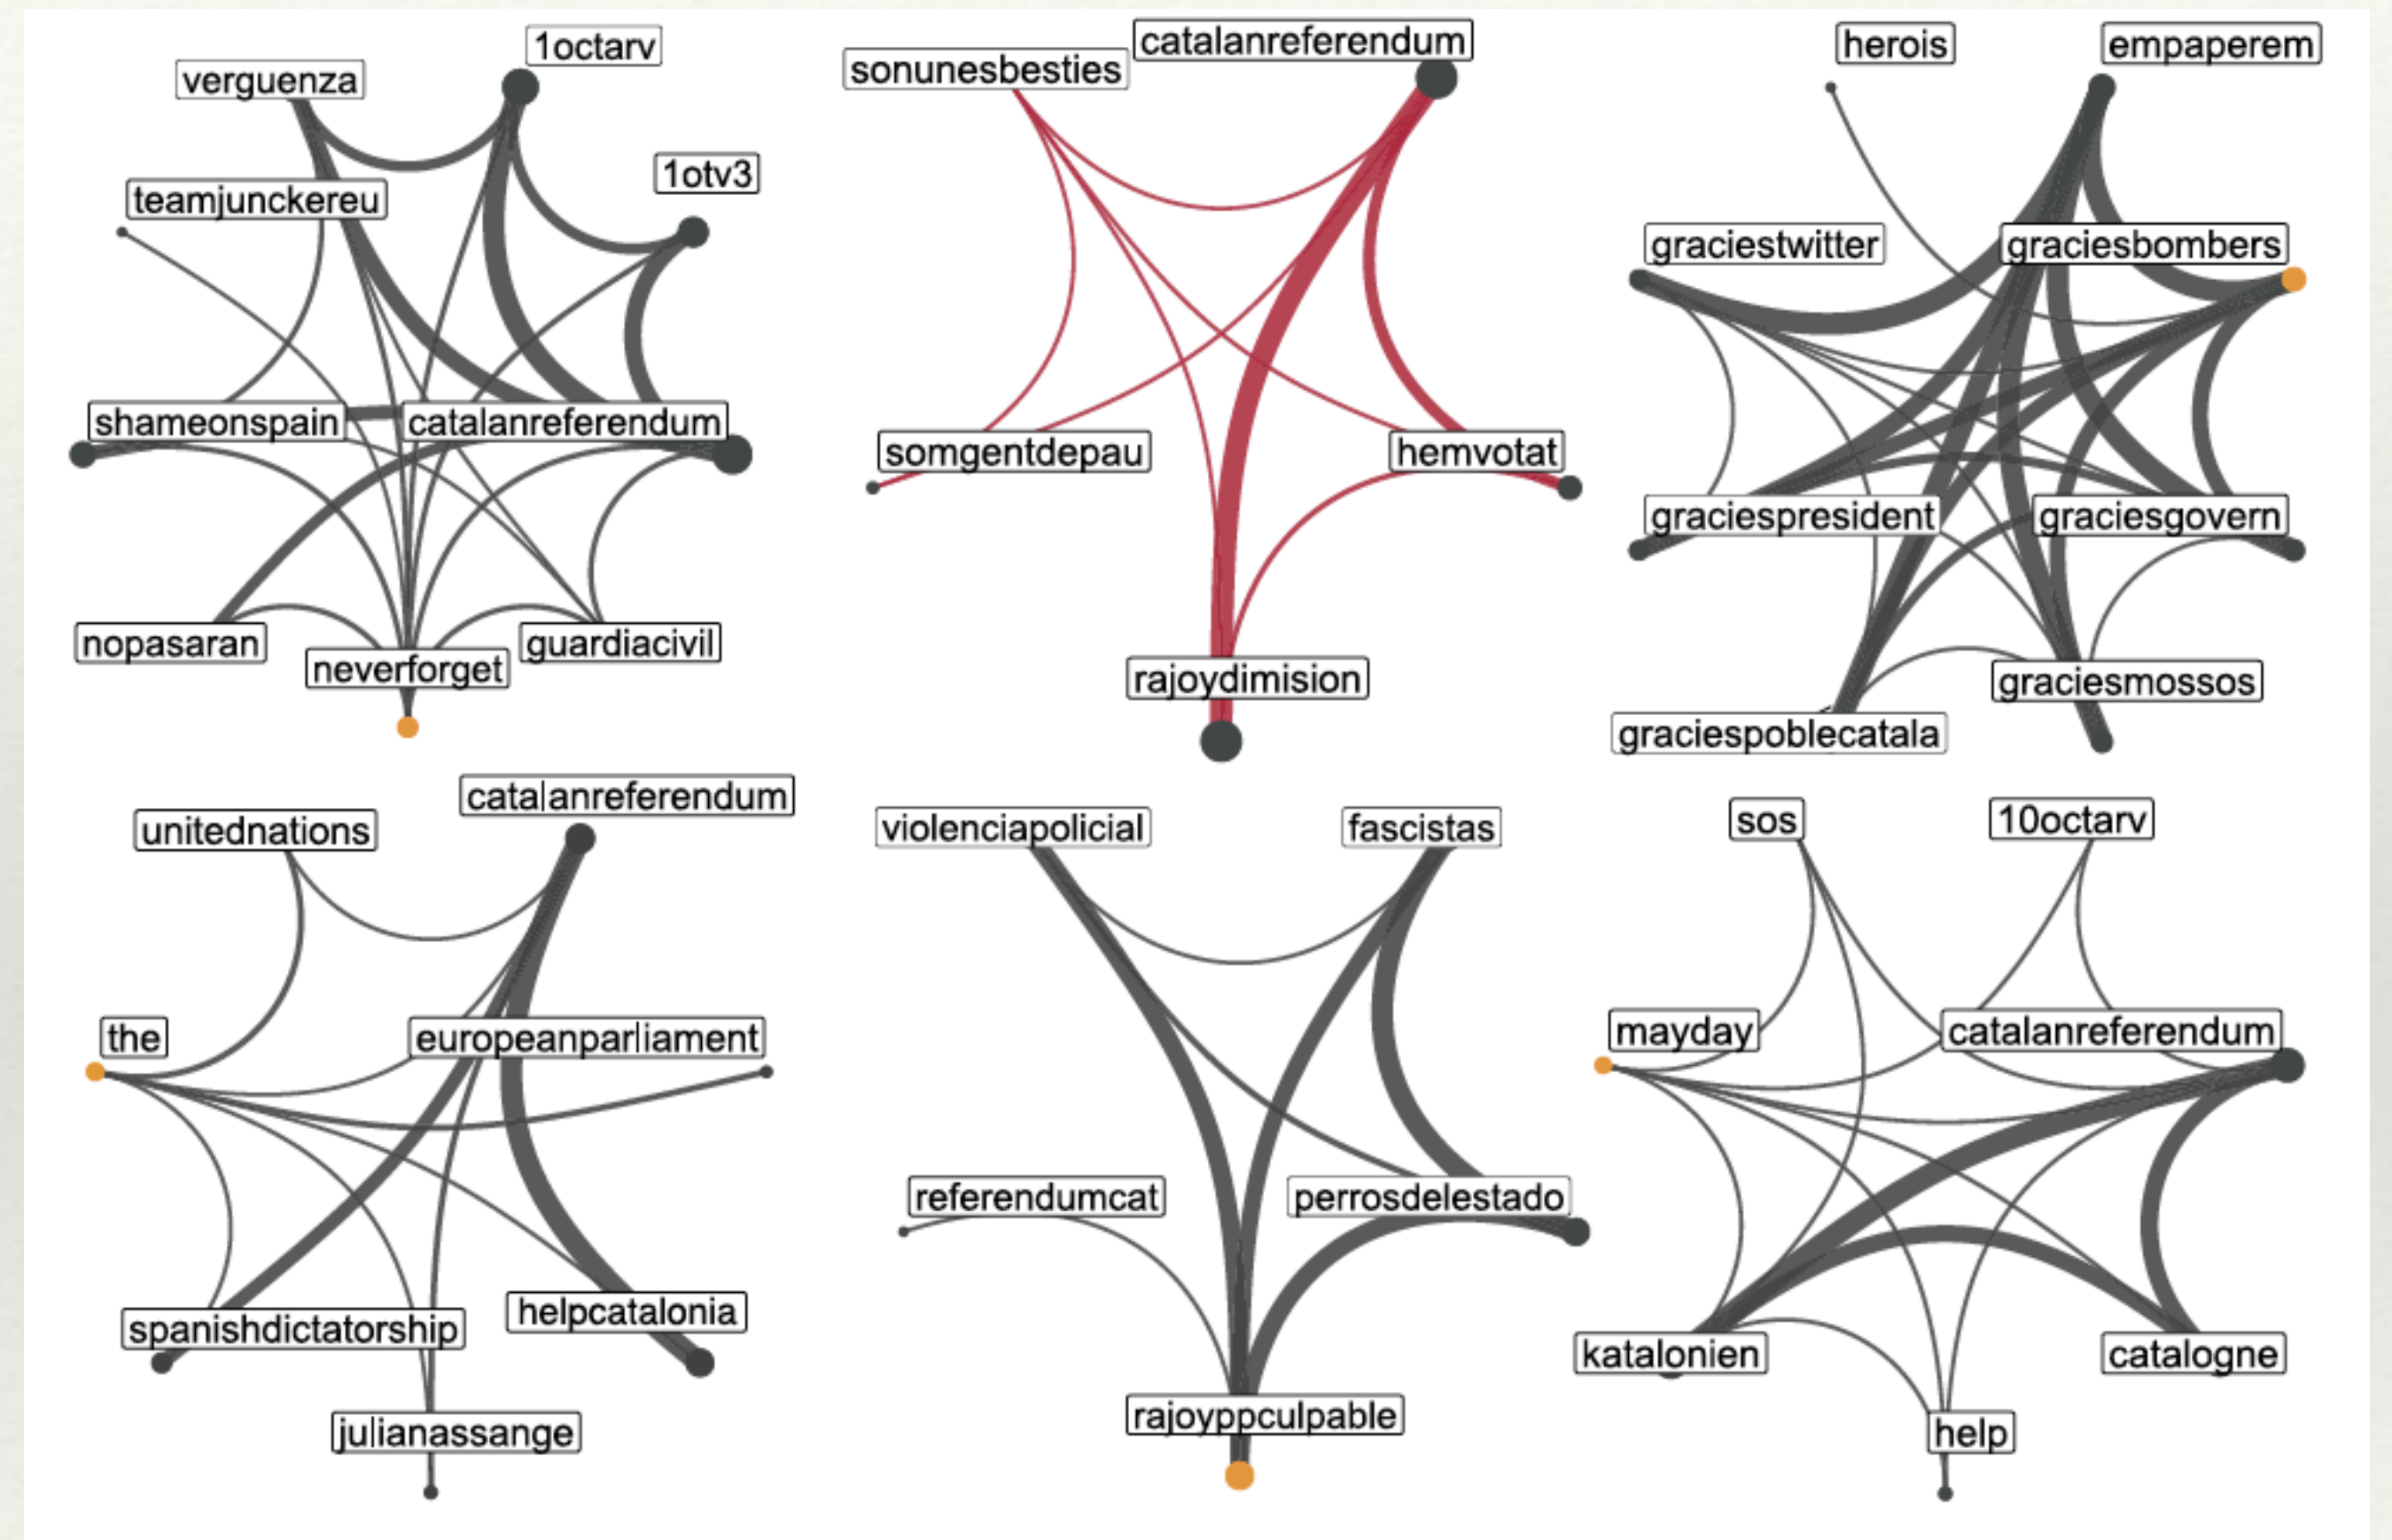 1octarv
verguenza
1otv3
teamjunckereu
shameonspain
catalanreferendum
nopasaran
guardiacivil
neverforget
catalanreferendum
sonunesbesties
somgentdepau
hemvotat
rajoydimision
herois
empaperem
graciestwitter
graciesbombers
graciespresident
graciesgovern
graciesmossos
graciespoblecatala
catalanreferendum
unitednations
the
europeanparliament
helpcatalonia
spanishdictatorship
julianassange
violenciapolicial
fascistas
referendumcat
perrosdelestado
rajoyppculpable
sos
10octarv
mayday
catalanreferendum
katalonien
catalogne
help